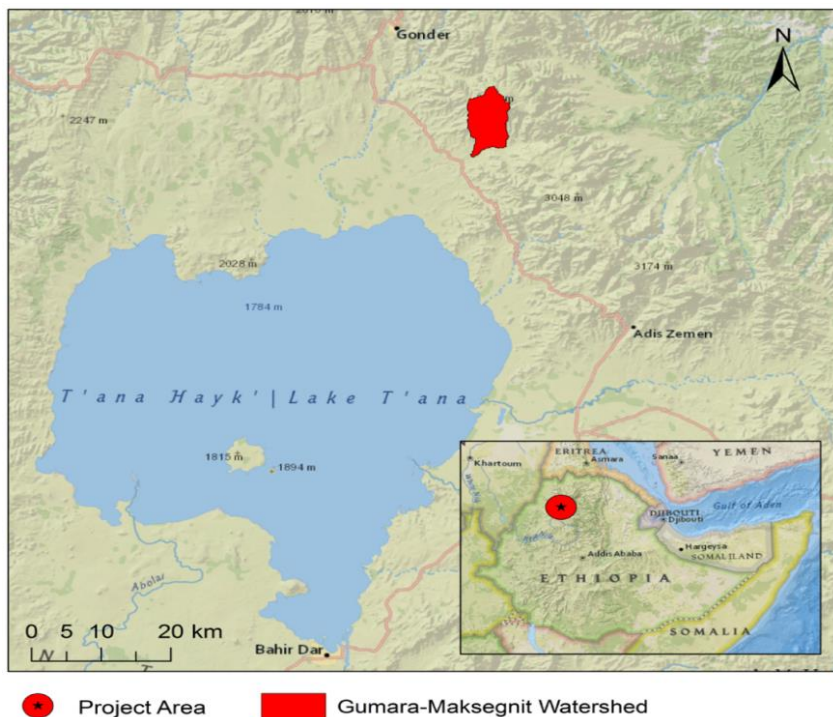 Gonder
N
2247 m
3048 m
2028 m
3174 m
1784 m
Adis Zemen
T'ana Hayk' | Lake T'ana
1815 m
1894 m
Abolar
0 5 10 20 km
Bahir Dar
N
T
Khartoum
ERITREA
Asmara
Sanaa
YEMEN
Gulf of Aden
DJIBOUTI
Djibouti
Hargeysa
SOMALILAND
Addis Ababa
ETHIOPIA
SOMALIA
Project Area
Gumara-Maksegnit Watershed